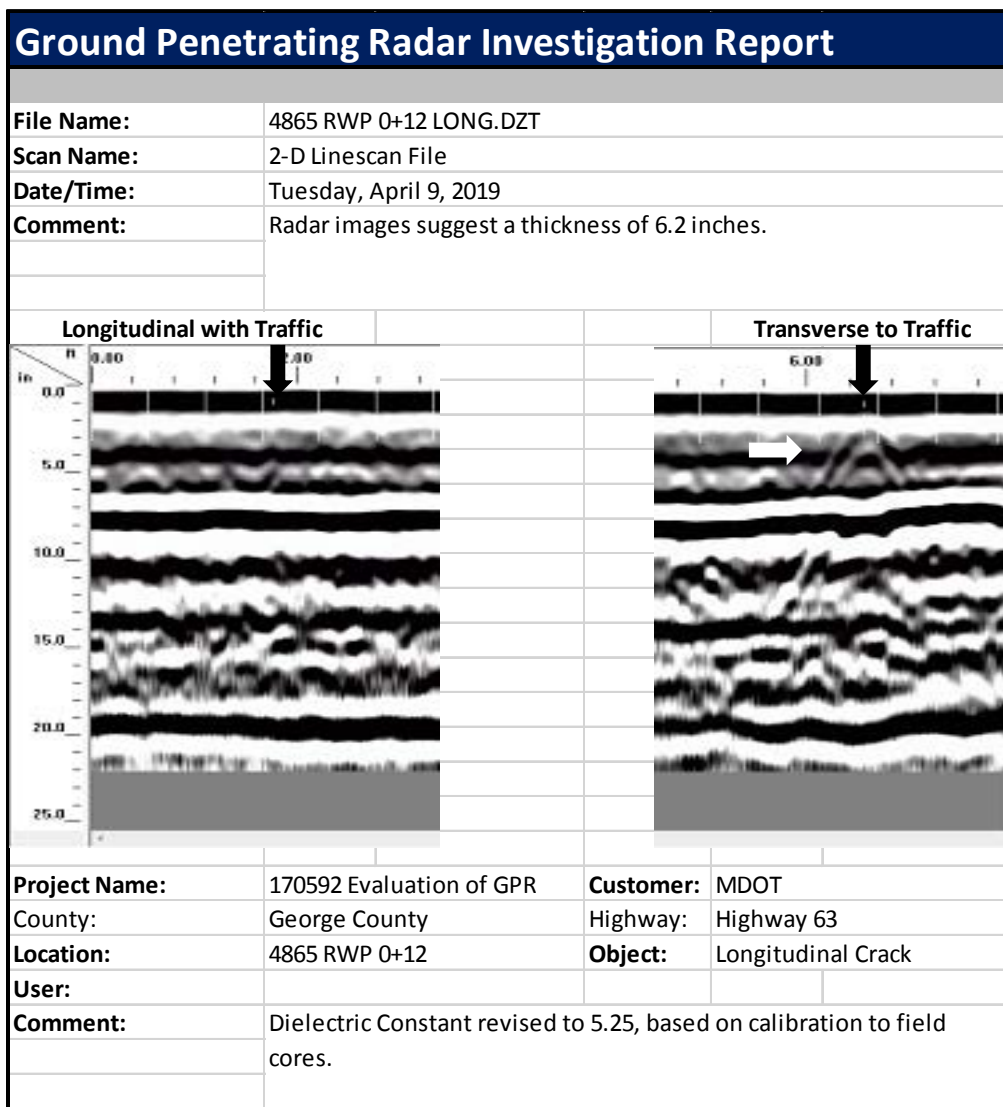 Ground Penetrating Radar Investigation Report
File Name: 4865 RWP 0+12 LONG.DZT
Scan Name: 2-D Linescan File
Date/Time: Tuesday, April 9, 2019
Comment: Radar images suggest a thickness of 6.2 inches.
Longitudinal with Traffic Transverse to Traffic
ft 0.00 2.00 6.00
in
0.0
5.0
10.0
15.0
20.0
25.0
Project Name: 170592 Evaluation of GPR Customer: MDOT
County: George County Highway: Highway 63
Location: 4865 RWP 0+12 Object: Longitudinal Crack
User:
Comment: Dielectric Constant revised to 5.25, based on calibration to field
cores.